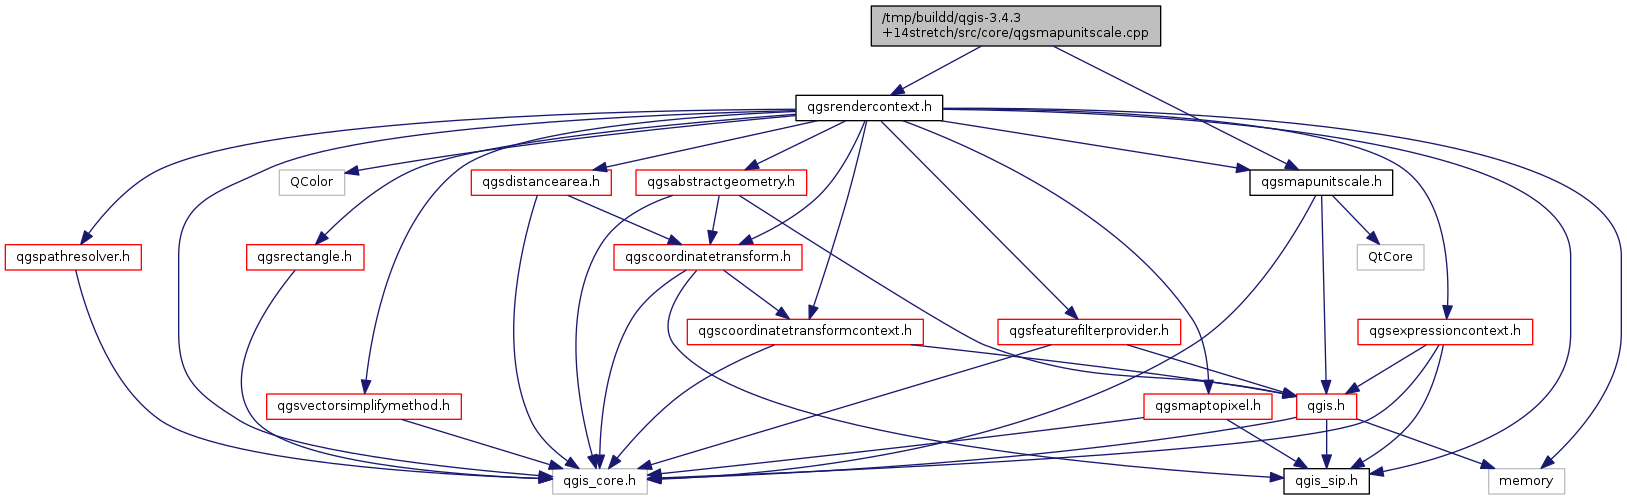 /tmp/buildd/qgis-3.4.3
+14stretch/src/core/qgsmapunitscale.cpp
qgsrendercontext.h
QColor
qgsdistancearea.h
qgsabstractgeometry.h
qgsmapunitscale.h
qgspathresolver.h
qgsrectangle.h
qgscoordinatetransform.h
QtCore
qgscoordinatetransformcontext.h
qgsfeaturefilterprovider.h
qgsexpressioncontext.h
qgsvectorsimplifymethod.h
qgsmaptopixel.h
qgis.h
qgis_core.h
qgis_sip.h
memory